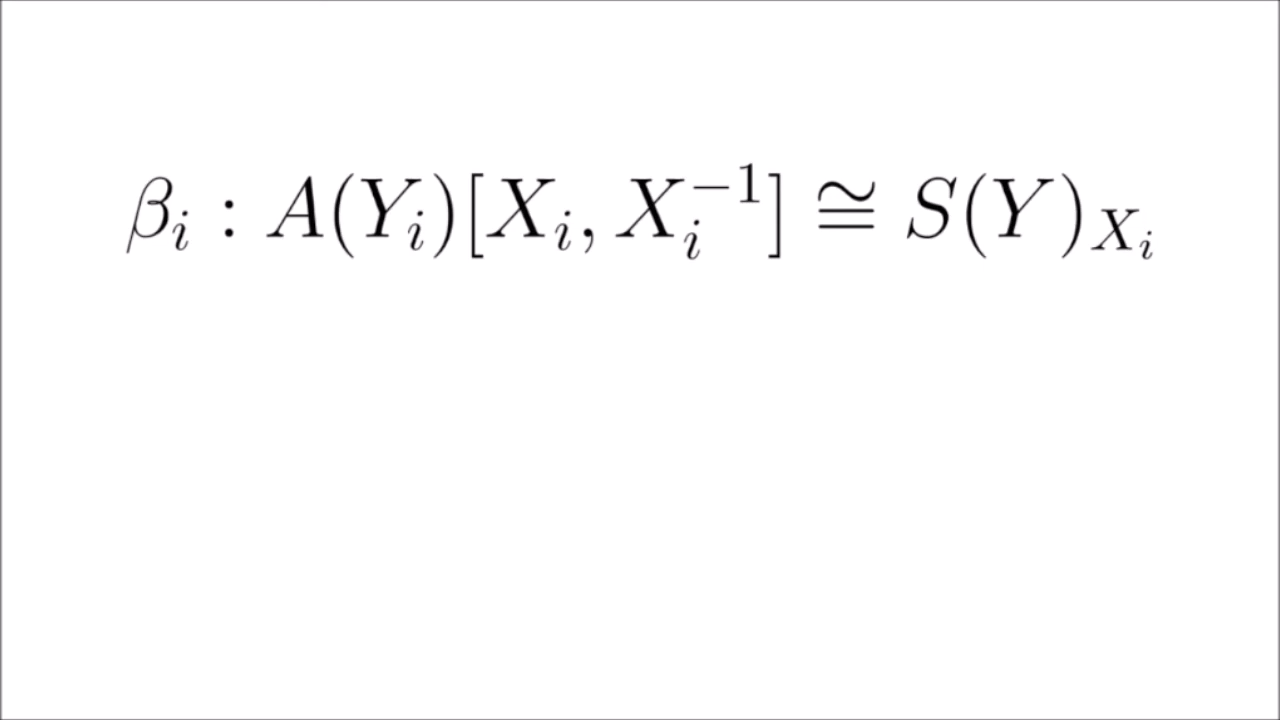 β_i : A(Y_i)[X_i, X_i^{-1}] ≅ S(Y)_{X_i}